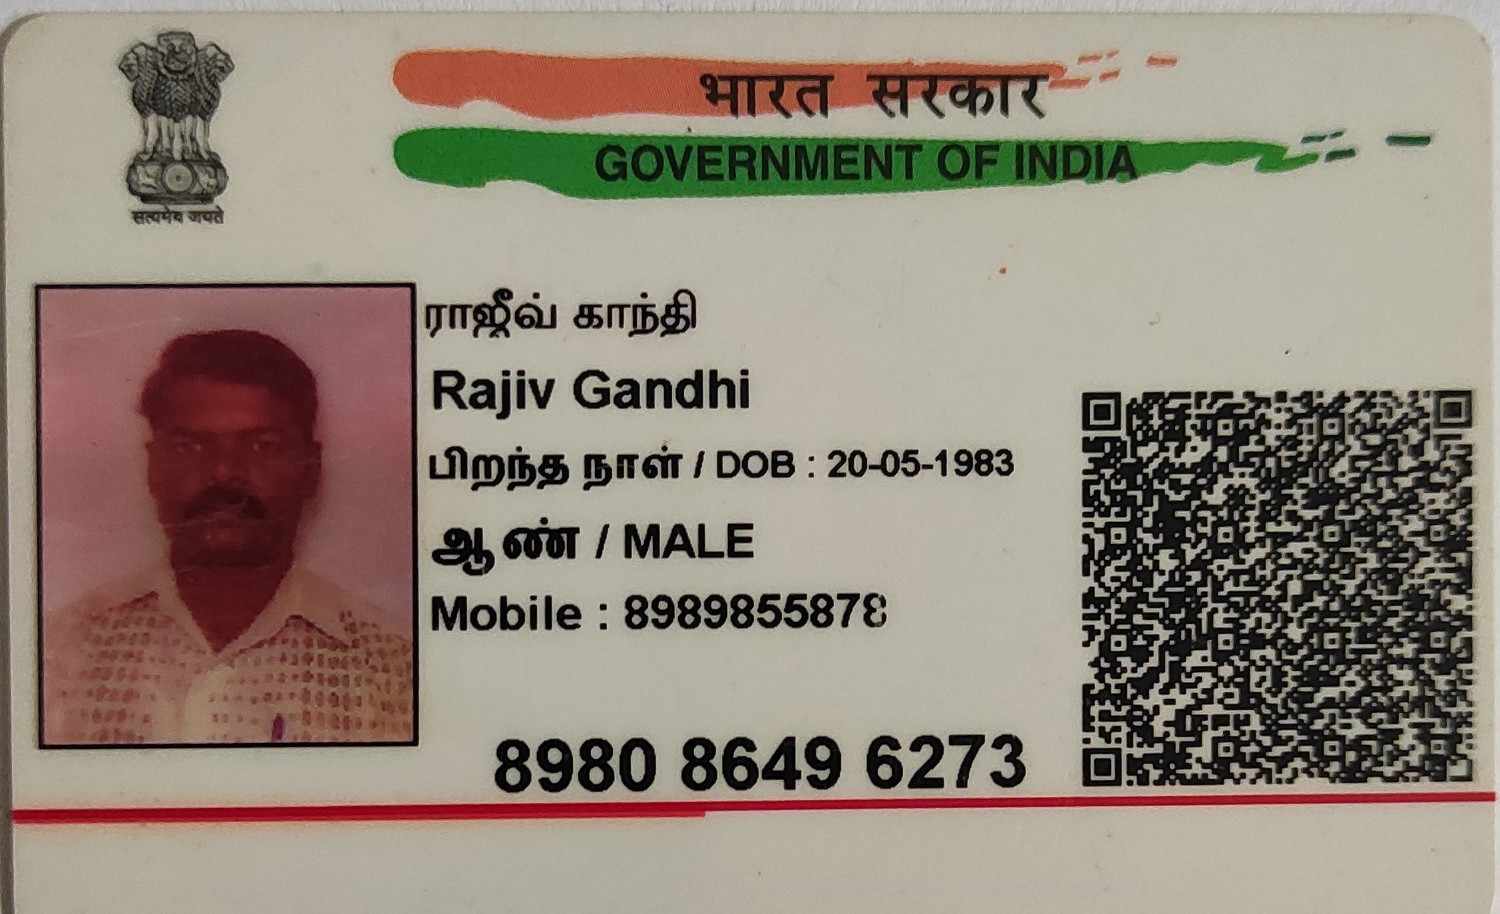 भारत सरकार
GOVERNMENT OF INDIA
सत्यमेव जयते
ராஜீவ் காந்தி
Rajiv Gandhi
பிறந்த நாள் / DOB : 20-05-1983
ஆண் / MALE
Mobile : 8989855878
8980 8649 6273